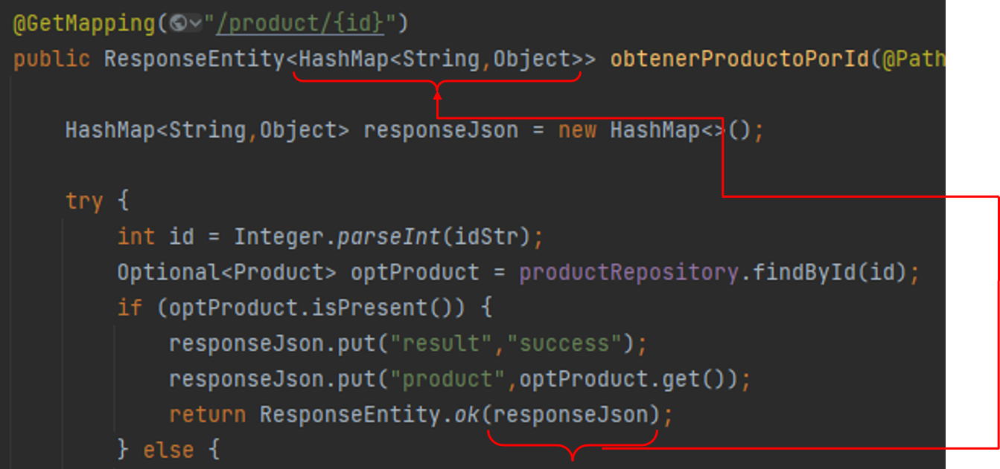 @GetMapping("/product/{id}")
public ResponseEntity<HashMap<String,Object>> obtenerProductoPorId(@Path
HashMap<String,Object> responseJson = new HashMap<>();
try {
int id = Integer.parseInt(idStr);
Optional<Product> optProduct = productRepository.findById(id);
if (optProduct.isPresent()) {
responseJson.put("result","success");
responseJson.put("product",optProduct.get());
return ResponseEntity.ok(responseJson);
} else {